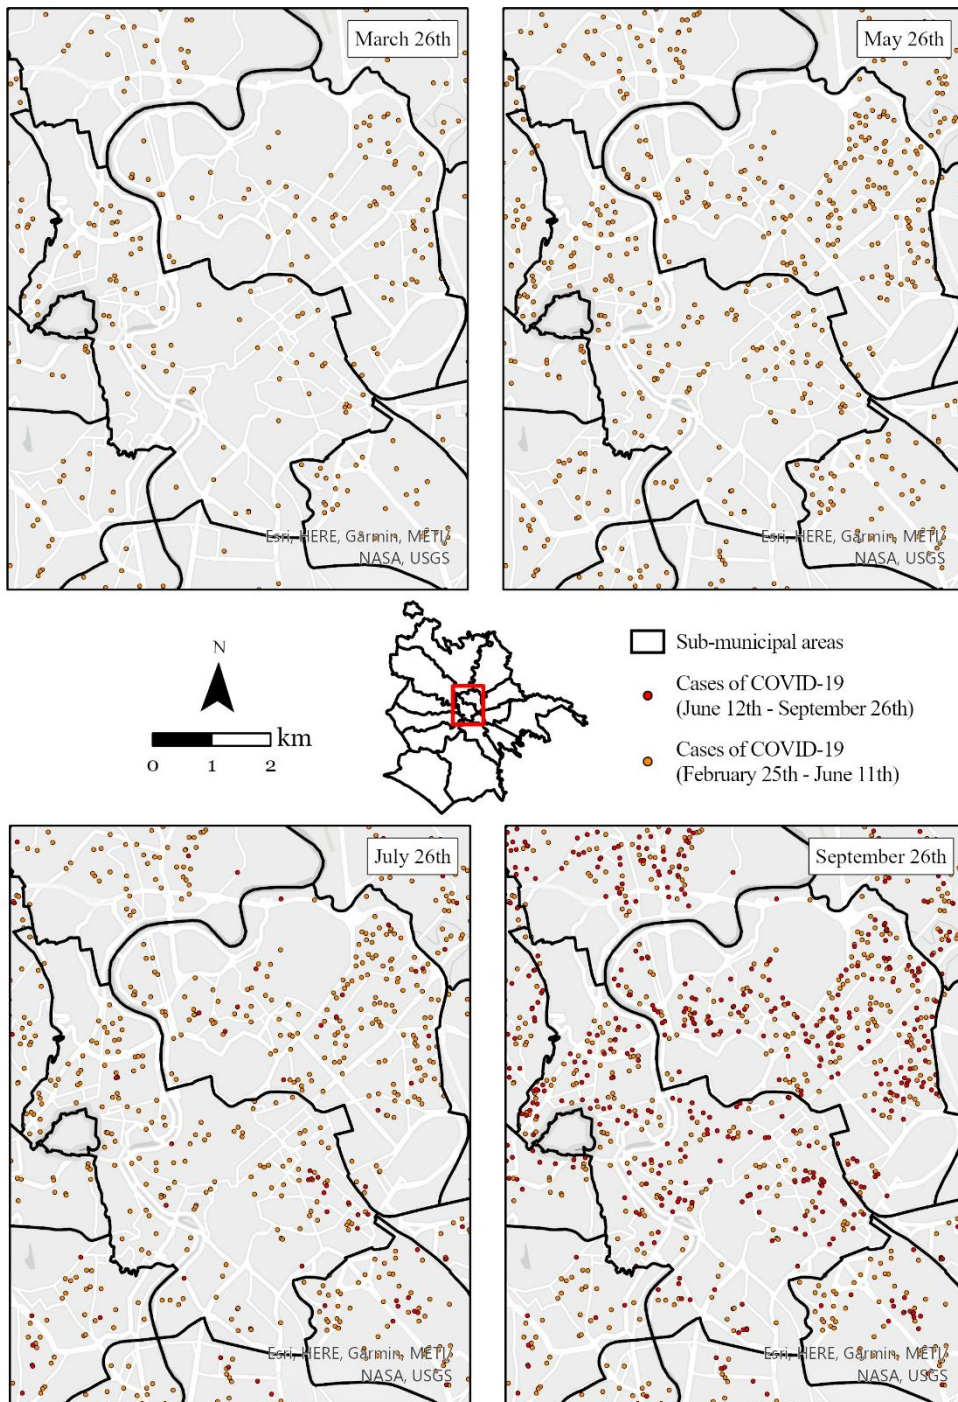 March 26th
May 26th
Esri, HERE, Garmin, METI/
NASA, USGS
Esri, HERE, Garmin, METI/
NASA, USGS
N
km
0 1 2
Sub-municipal areas
Cases of COVID-19
(June 12th - September 26th)
Cases of COVID-19
(February 25th - June 11th)
July 26th
September 26th
Esri, HERE, Garmin, METI/
NASA, USGS
Esri, HERE, Garmin, METI/
NASA, USGS